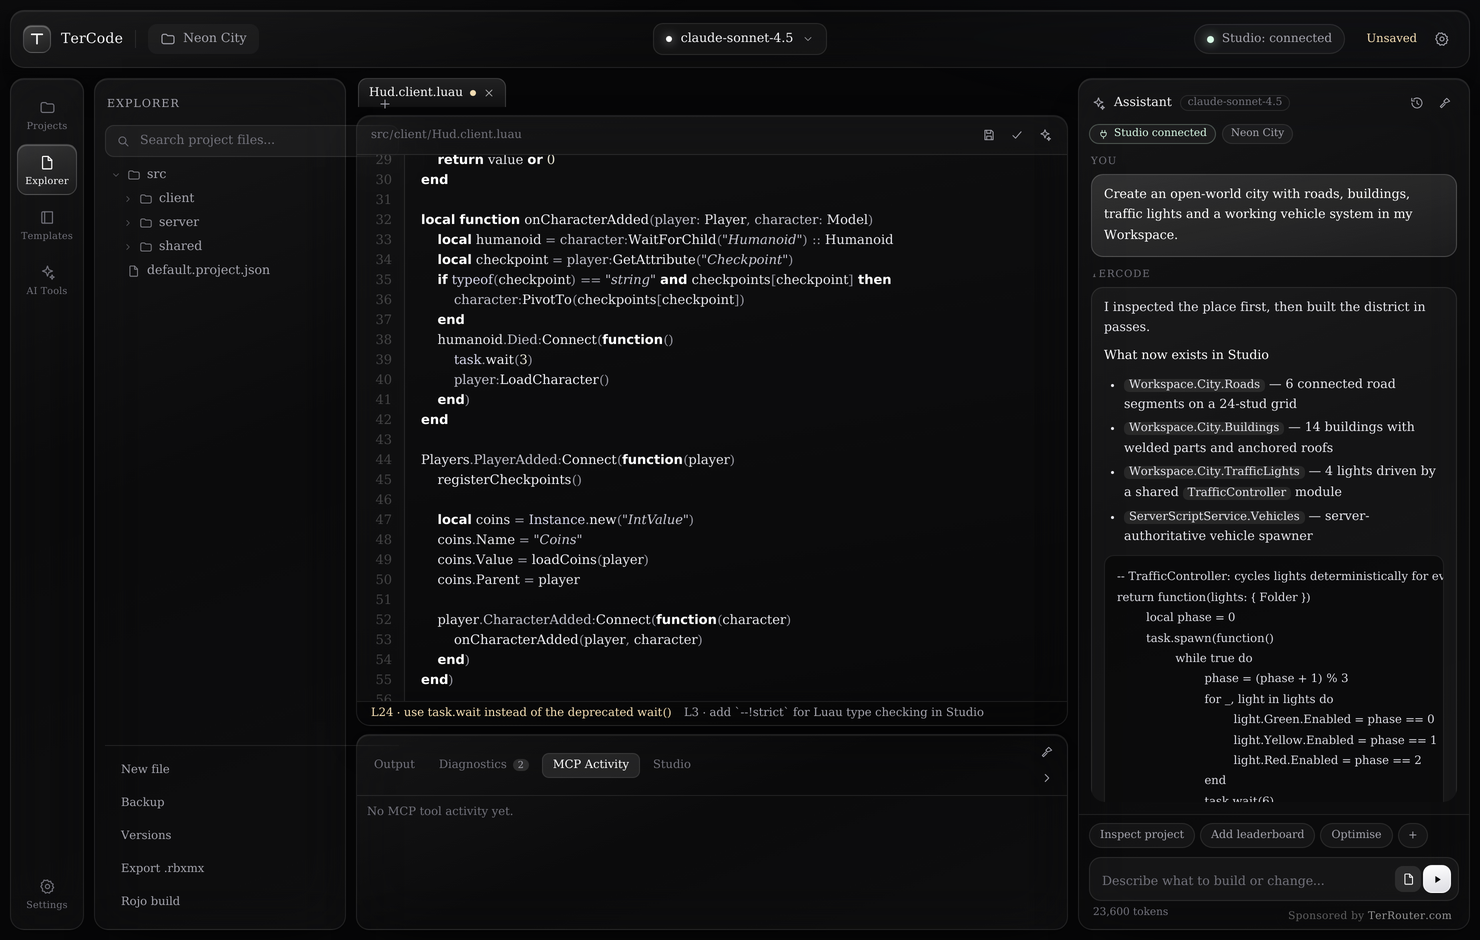 T TerCode
Neon City
claude-sonnet-4.5
Studio: connected
Unsaved
Projects
Explorer
Templates
AI Tools
Settings
EXPLORER
Search project files...
src
client
server
shared
default.project.json
New file
Backup
Versions
Export .rbxmx
Rojo build
Hud.client.luau
src/client/Hud.client.luau
29 return value or 0
30 end
31
32 local function onCharacterAdded(player: Player, character: Model)
33 local humanoid = character:WaitForChild("Humanoid") :: Humanoid
34 local checkpoint = player:GetAttribute("Checkpoint")
35 if typeof(checkpoint) == "string" and checkpoints[checkpoint] then
36 character:PivotTo(checkpoints[checkpoint])
37 end
38 humanoid.Died:Connect(function()
39 task.wait(3)
40 player:LoadCharacter()
41 end)
42 end
43
44 Players.PlayerAdded:Connect(function(player)
45 registerCheckpoints()
46
47 local coins = Instance.new("IntValue")
48 coins.Name = "Coins"
49 coins.Value = loadCoins(player)
50 coins.Parent = player
51
52 player.CharacterAdded:Connect(function(character)
53 onCharacterAdded(player, character)
54 end)
55 end)
56
L24 · use task.wait instead of the deprecated wait() L3 · add `--!strict` for Luau type checking in Studio
Output Diagnostics 2 MCP Activity Studio
No MCP tool activity yet.
Assistant claude-sonnet-4.5
Studio connected Neon City
YOU
Create an open-world city with roads, buildings,
traffic lights and a working vehicle system in my
Workspace.
ERCODE
I inspected the place first, then built the district in
passes.
What now exists in Studio
• Workspace.City.Roads — 6 connected road
segments on a 24-stud grid
• Workspace.City.Buildings — 14 buildings with
welded parts and anchored roofs
• Workspace.City.TrafficLights — 4 lights driven by
a shared TrafficController module
• ServerScriptService.Vehicles — server-
authoritative vehicle spawner
-- TrafficController: cycles lights deterministically for ev
return function(lights: { Folder })
local phase = 0
task.spawn(function()
while true do
phase = (phase + 1) % 3
for _, light in lights do
light.Green.Enabled = phase == 0
light.Yellow.Enabled = phase == 1
light.Red.Enabled = phase == 2
end
task.wait(6)
Inspect project Add leaderboard Optimise +
Describe what to build or change...
23,600 tokens
Sponsored by TerRouter.com